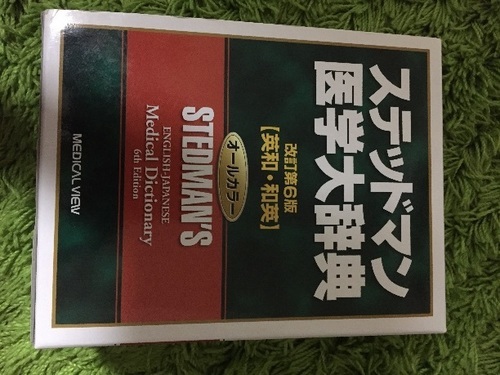 ステッドマン
医学大辞典
改訂第6版
[英和・和英]
オールカラー
STEDMAN'S
ENGLISH-JAPANESE
Medical Dictionary
6th Edition
MEDICAL VIEW